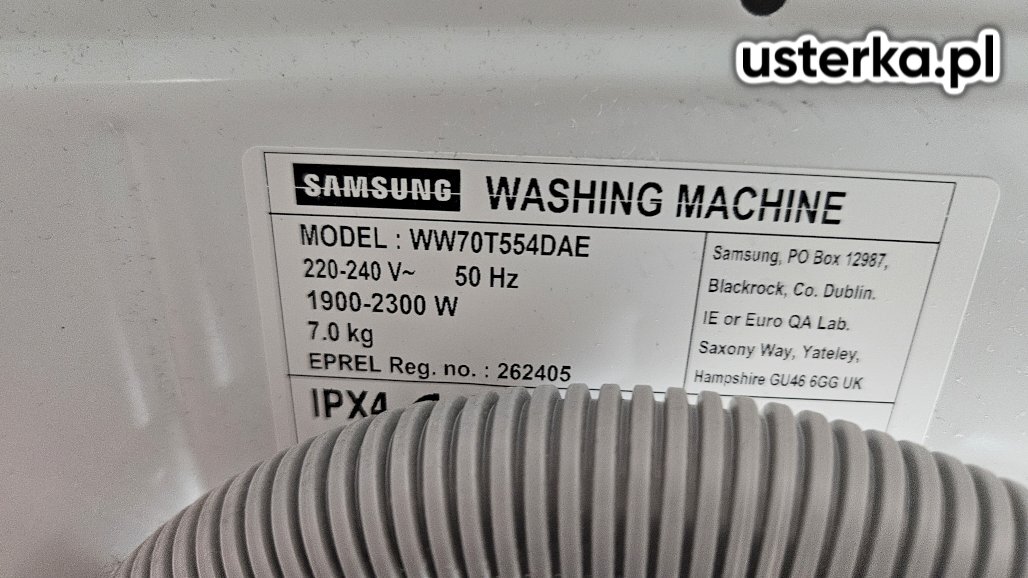 usterka.pl
SAMSUNG WASHING MACHINE
MODEL : WW70T554DAE
220-240 V~ 50 Hz
1900-2300 W
7.0 kg
EPREL Reg. no. : 262405
IPX4
Samsung, PO Box 12987,
Blackrock, Co. Dublin.
IE or Euro QA Lab.
Saxony Way, Yateley,
Hampshire GU46 6GG UK